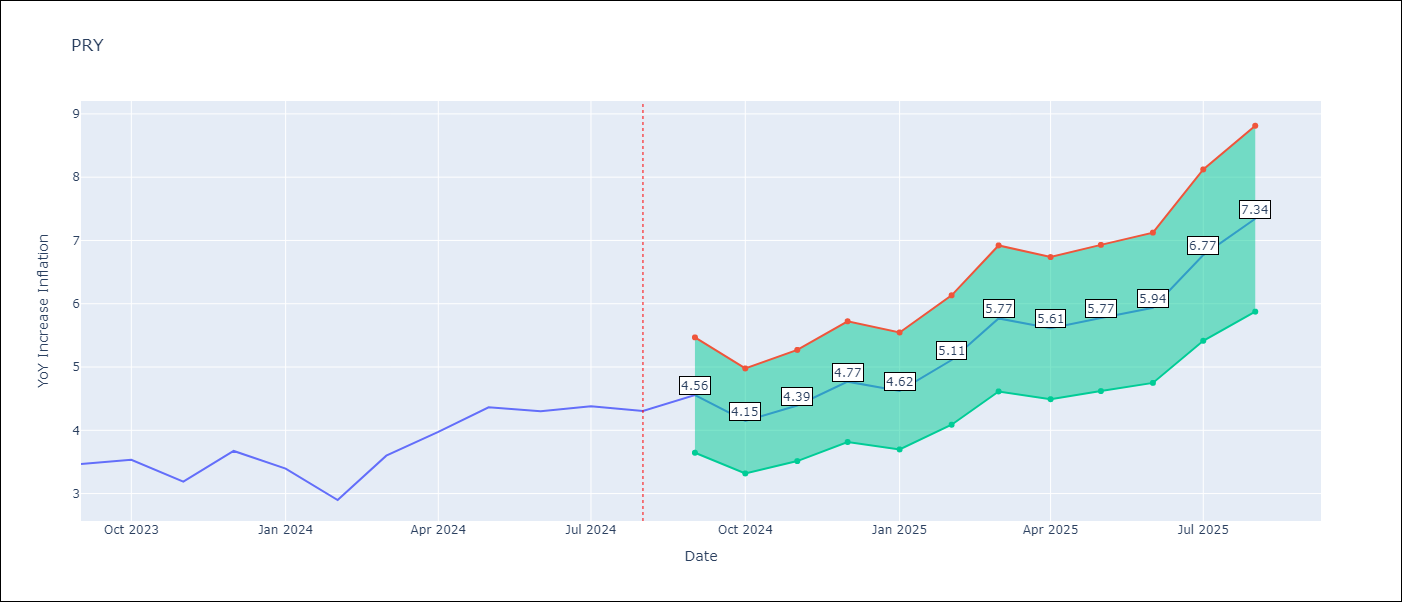 PRY
YoY Increase Inflation
9
8
7
6
5
4
3
4.56
4.15
4.39
4.77
4.62
5.11
5.77
5.61
5.77
5.94
6.77
7.34
Oct 2023
Jan 2024
Apr 2024
Jul 2024
Oct 2024
Jan 2025
Apr 2025
Jul 2025
Date